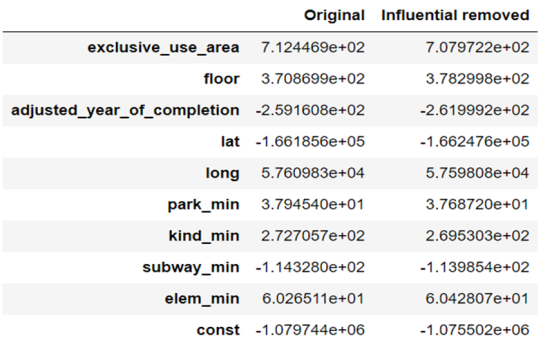 Original Influential removed
exclusive_use_area 7.124469e+02 7.079722e+02
floor 3.708699e+02 3.782998e+02
adjusted_year_of_completion -2.591608e+02 -2.619992e+02
lat -1.661856e+05 -1.662476e+05
long 5.760983e+04 5.759808e+04
park_min 3.794540e+01 3.768720e+01
kind_min 2.727057e+02 2.695303e+02
subway_min -1.143280e+02 -1.139854e+02
elem_min 6.026511e+01 6.042807e+01
const -1.079744e+06 -1.075502e+06